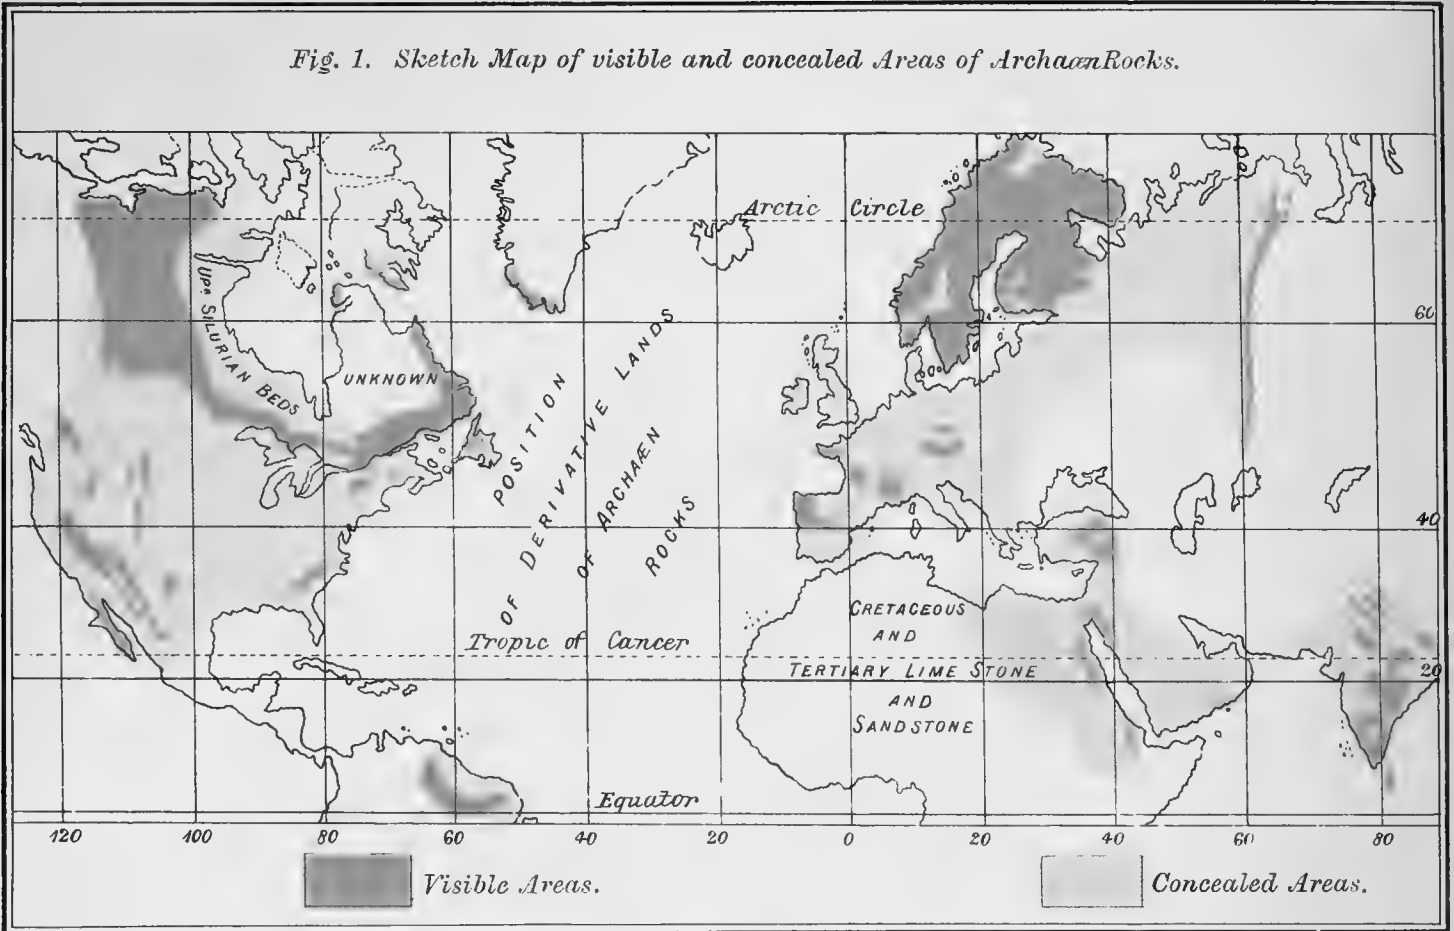 Fig. 1. Sketch Map of visible and concealed Areas of ArchaænRocks.
Arctic Circle
UPR SILURIAN BEDS
60
UNKNOWN
POSITION
OF DERIVATIVE LANDS
OF ARCHAÆN
ROCKS
40
CRETACEOUS
AND
Tropic of Cancer
TERTIARY LIME STONE
20
AND
SANDSTONE
Equator
120 100 80 60 40 20 0 20 40 60 80
Visible Areas.
Concealed Areas.